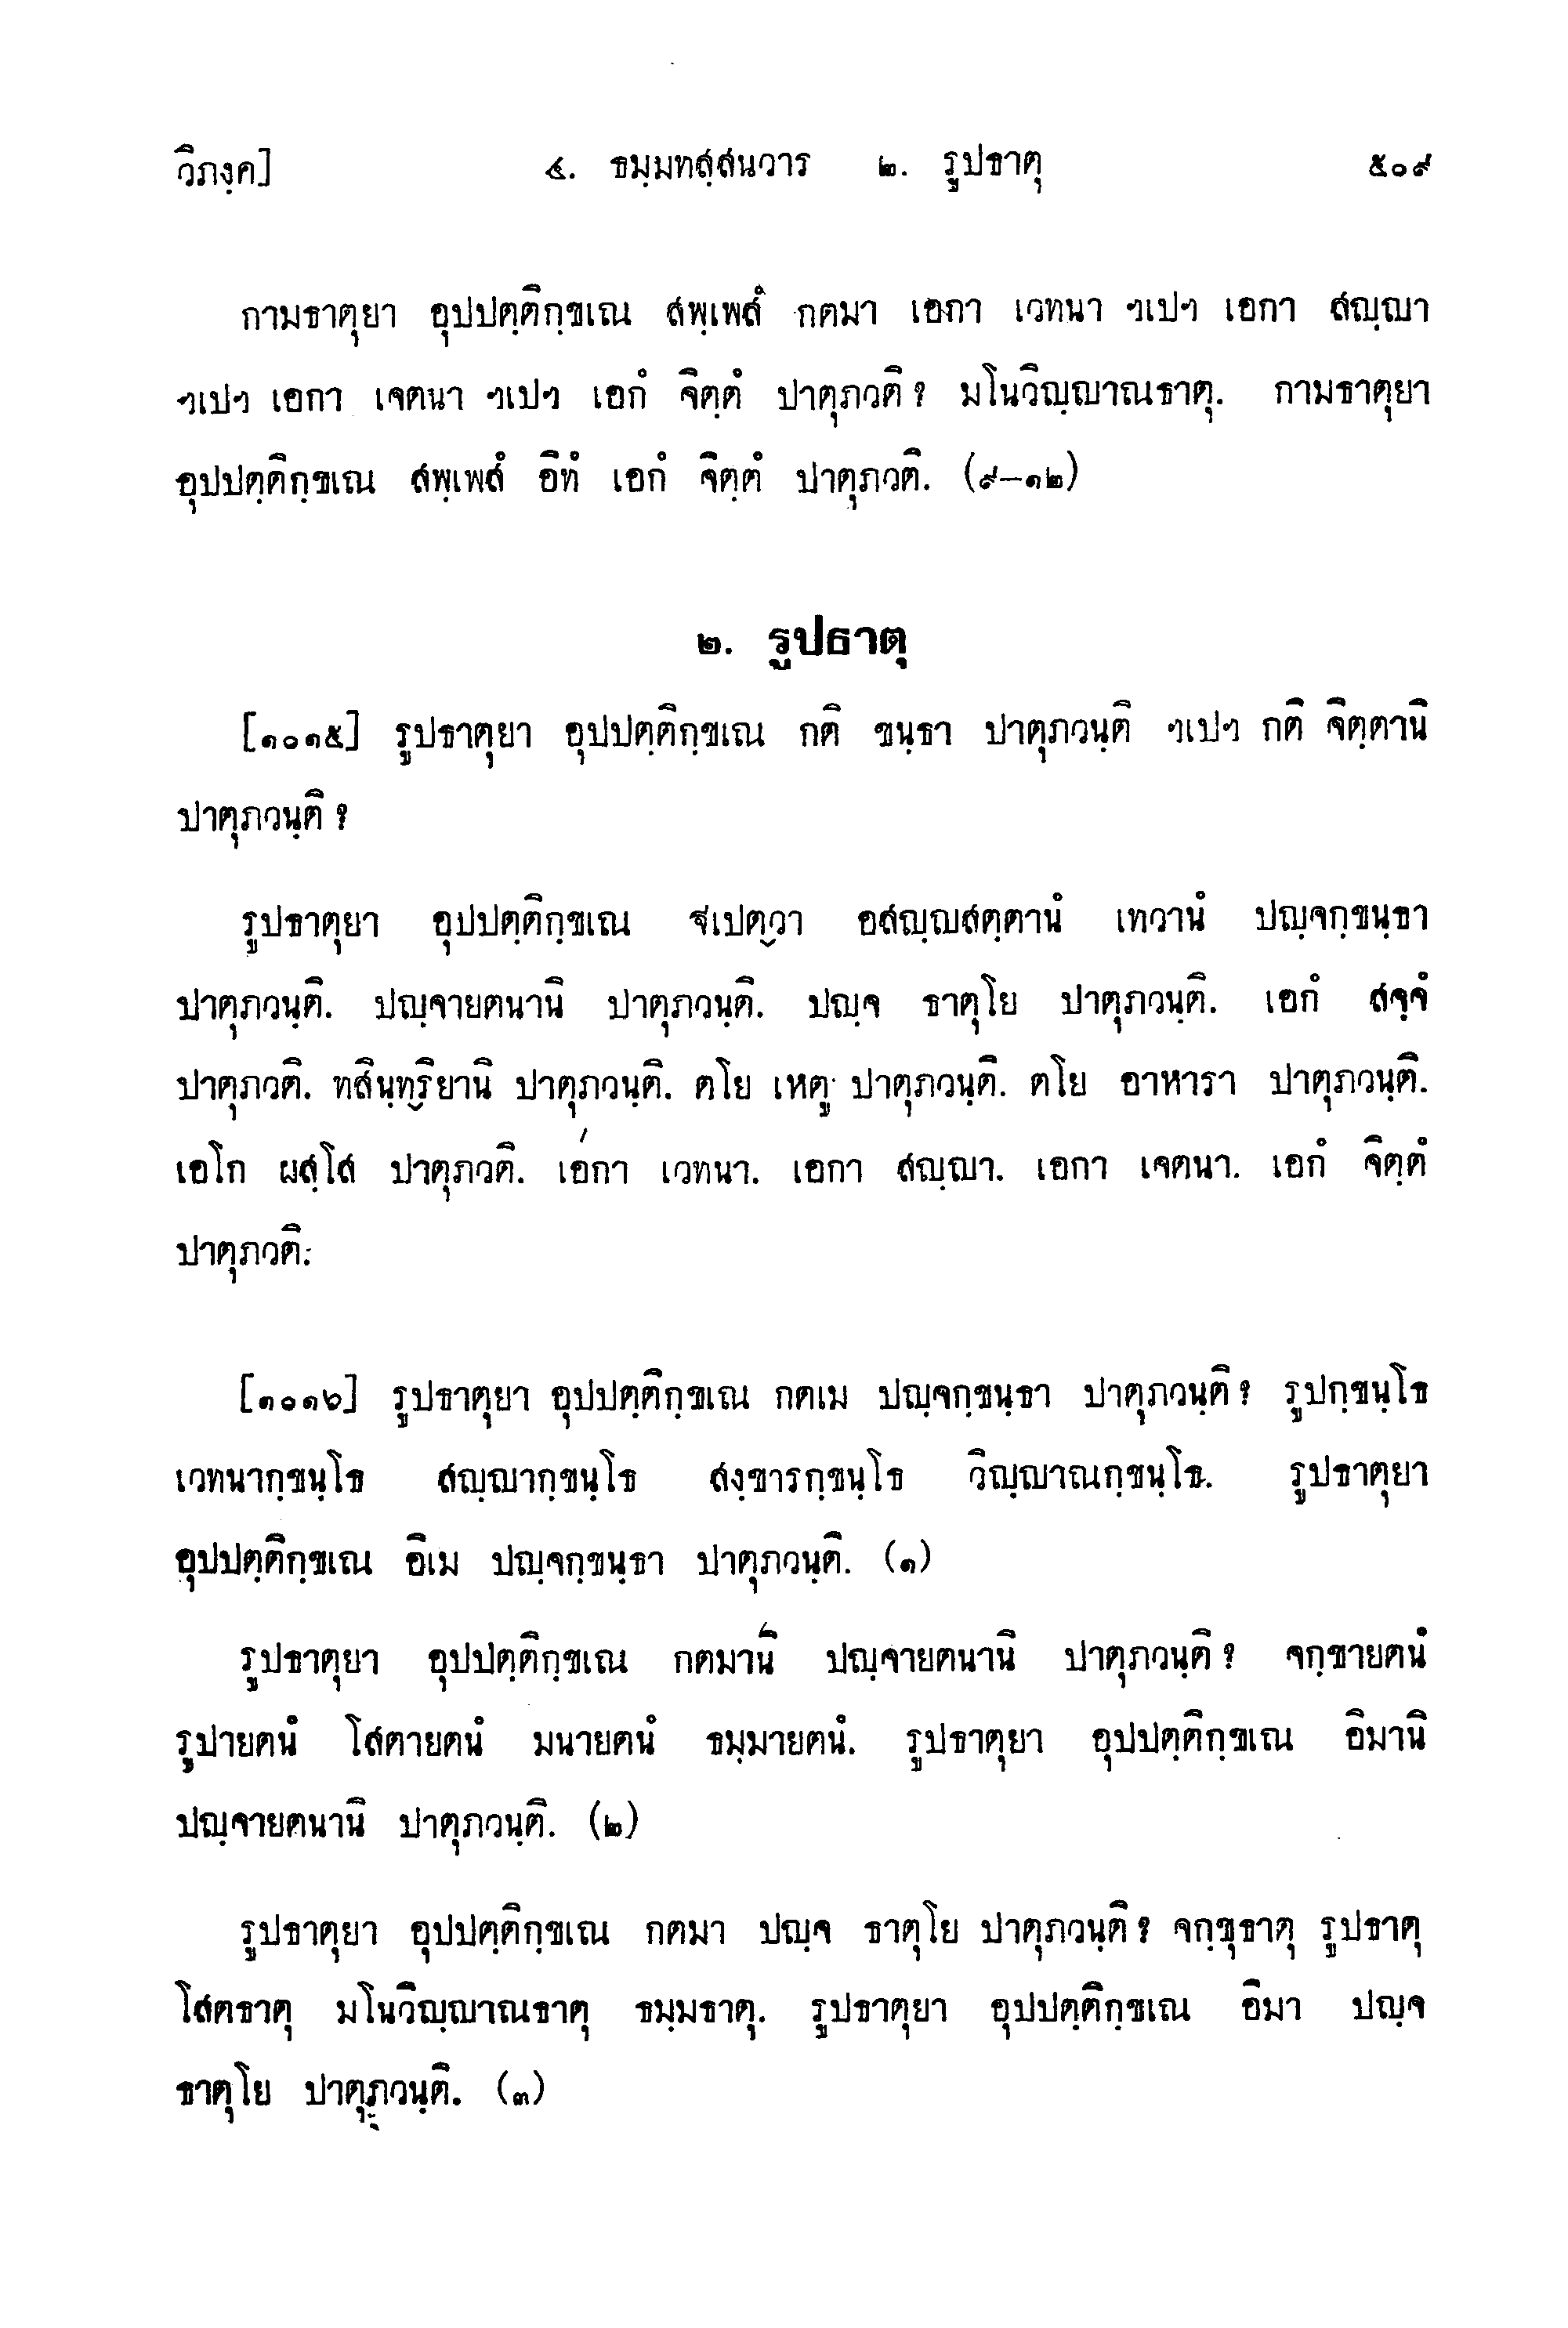 วิภงฺค] ๔. ธมฺมทสฺสนวาร ๒. รูปธาตุ ๕๐๙
กามธาตุยา อุปปตฺติกฺขเณ สพฺเพสํ กตมา เอกา เวทนา ฯเปฯ เอกา สญฺญา
ฯเปฯ เอกา เจตนา ฯเปฯ เอกํ จิตฺตํ ปาตุภวติ ? มโนวิญฺญาณธาตุ. กามธาตุยา
อุปปตฺติกฺขเณ สพฺเพสํ อิทํ เอกํ จิตฺตํ ปาตุภวติ. (๙-๑๒)
๒. รูปธาตุ
[๑๐๑๕] รูปธาตุยา อุปปตฺติกฺขเณ กติ ขนฺธา ปาตุภวนฺติ ฯเปฯ กติ จิตฺตานิ
ปาตุภวนฺติ ?
รูปธาตุยา อุปปตฺติกฺขเณ ฐเปตฺวา อสญฺญสตฺตานํ เทวานํ ปญฺจกฺขนฺธา
ปาตุภวนฺติ. ปญฺจายตนานิ ปาตุภวนฺติ. ปญฺจ ธาตุโย ปาตุภวนฺติ. เอกํ สจฺจํ
ปาตุภวติ. ทสินฺทฺริยานิ ปาตุภวนฺติ. ตโย เหตู ปาตุภวนฺติ. ตโย อาหารา ปาตุภวนฺติ.
เอโก ผสฺโส ปาตุภวติ. เอกา เวทนา. เอกา สญฺญา. เอกา เจตนา. เอกํ จิตฺตํ
ปาตุภวติ.
[๑๐๑๖] รูปธาตุยา อุปปตฺติกฺขเณ กตเม ปญฺจกฺขนฺธา ปาตุภวนฺติ ? รูปกฺขนฺโธ
เวทนากฺขนฺโธ สญฺญากฺขนฺโธ สงฺขารกฺขนฺโธ วิญฺญาณกฺขนฺโธ. รูปธาตุยา
อุปปตฺติกฺขเณ อิเม ปญฺจกฺขนฺธา ปาตุภวนฺติ. (๑)
รูปธาตุยา อุปปตฺติกฺขเณ กตมานิ ปญฺจายตนานิ ปาตุภวนฺติ ? จกฺขายตนํ
รูปายตนํ โสตายตนํ มนายตนํ ธมฺมายตนํ. รูปธาตุยา อุปปตฺติกฺขเณ อิมานิ
ปญฺจายตนานิ ปาตุภวนฺติ. (๒)
รูปธาตุยา อุปปตฺติกฺขเณ กตมา ปญฺจ ธาตุโย ปาตุภวนฺติ ? จกฺขุธาตุ รูปธาตุ
โสตธาตุ มโนวิญฺญาณธาตุ ธมฺมธาตุ. รูปธาตุยา อุปปตฺติกฺขเณ อิมา ปญฺจ
ธาตุโย ปาตุภวนฺติ. (๓)